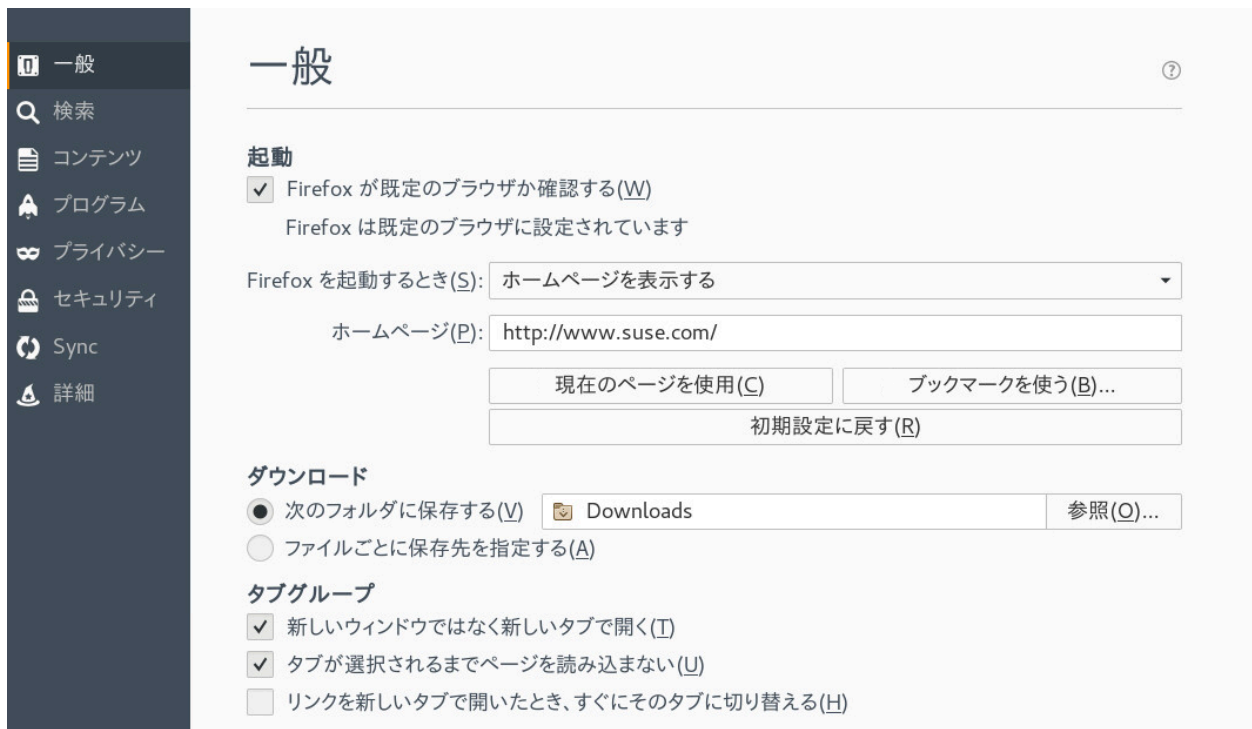 一般
検索
コンテンツ
プログラム
プライバシー
セキュリティ
Sync
詳細
一般
?
起動
Firefox が既定のブラウザか確認する(W)
Firefox は既定のブラウザに設定されています
Firefox を起動するとき(S): ホームページを表示する
ホームページ(P): http://www.suse.com/
現在のページを使用(C) ブックマークを使う(B)...
初期設定に戻す(R)
ダウンロード
次のフォルダに保存する(V) Downloads 参照(O)...
ファイルごとに保存先を指定する(A)
タブグループ
新しいウィンドウではなく新しいタブで開く(T)
タブが選択されるまでページを読み込まない(U)
リンクを新しいタブで開いたとき、すぐにそのタブに切り替える(H)